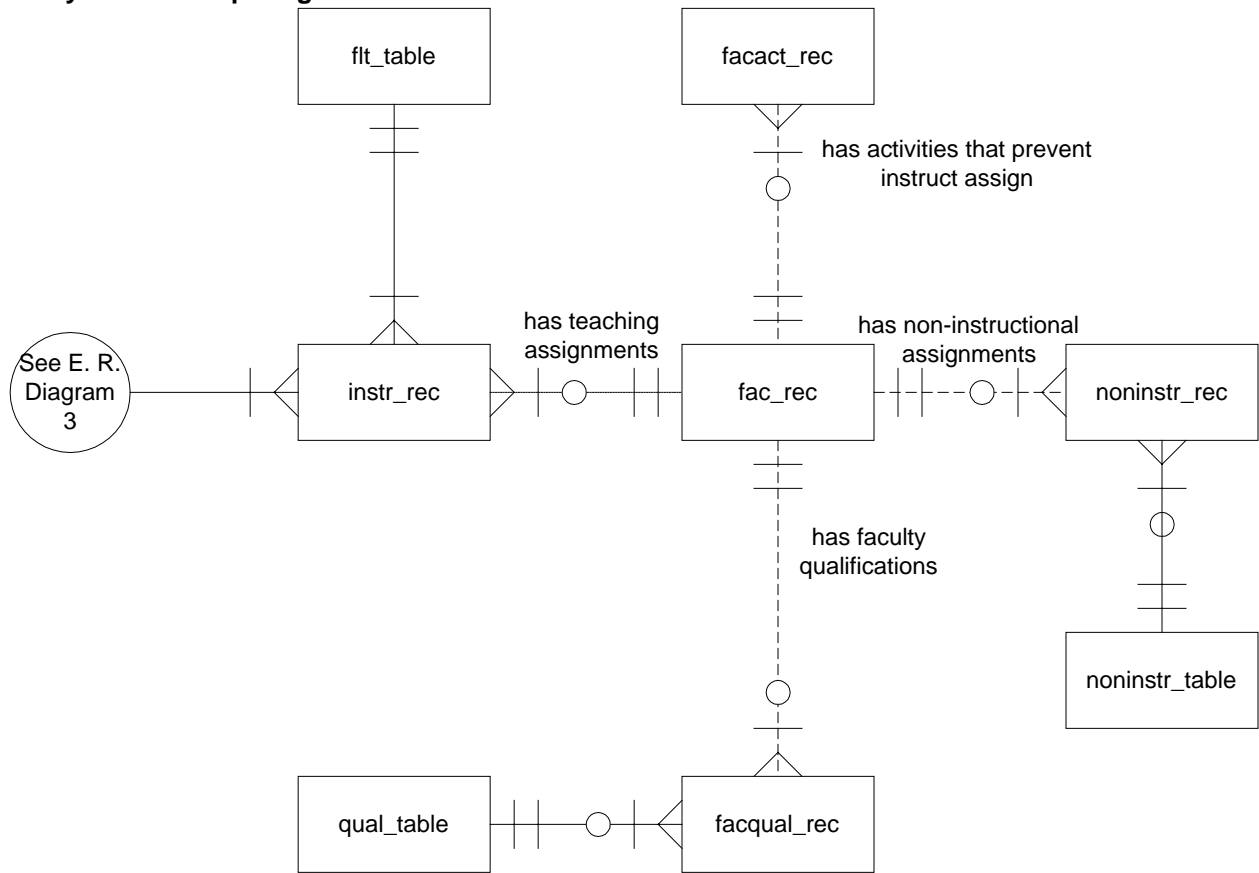 flt_table
facact_rec
has activities that prevent
instruct assign
has teaching
assignments
has non-instructional
assignments
See E. R.
Diagram
3
instr_rec
fac_rec
noninstr_rec
has faculty
qualifications
noninstr_table
qual_table
facqual_rec